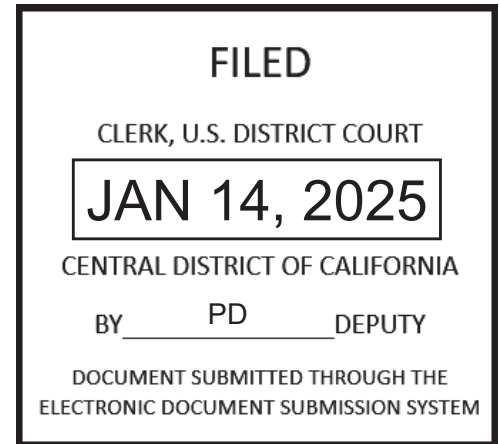 FILED
CLERK, U.S. DISTRICT COURT
JAN 14, 2025
CENTRAL DISTRICT OF CALIFORNIA
BY PD DEPUTY
DOCUMENT SUBMITTED THROUGH THE
ELECTRONIC DOCUMENT SUBMISSION SYSTEM